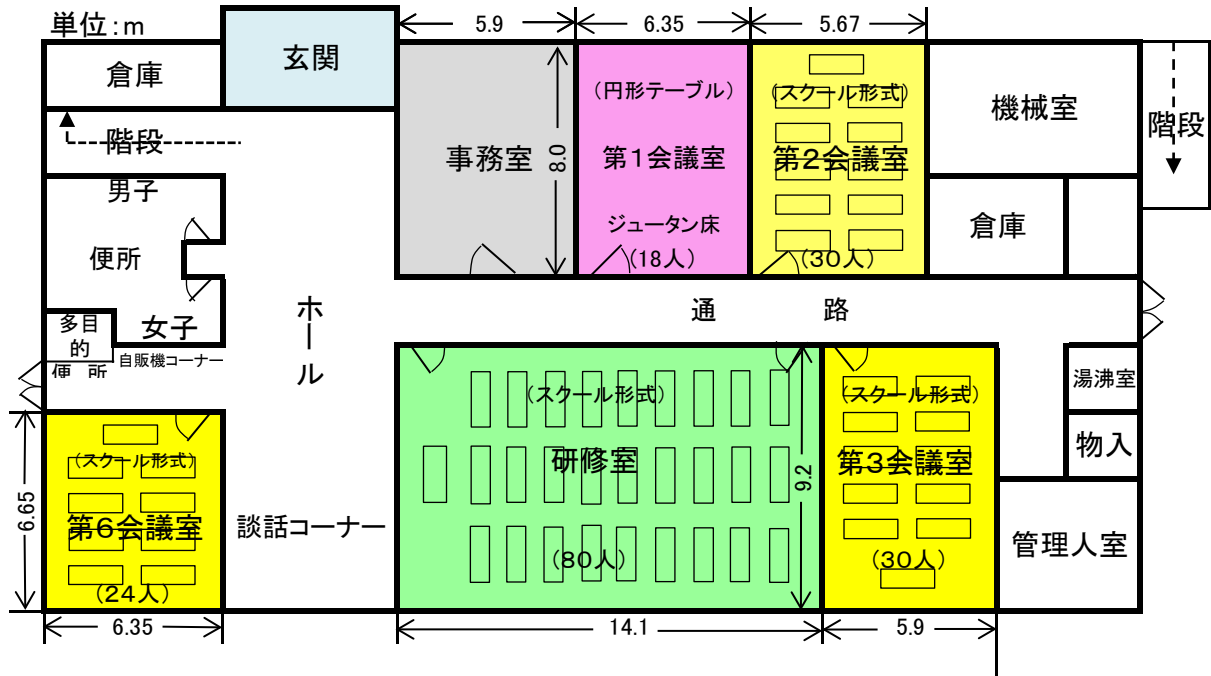 単位：m
5.9
6.35
5.67
倉庫
玄関
(円形テーブル)
(スクール形式)
機械室
階段
階段
事務室
8.0
第1会議室
第2会議室
男子
ジュータン床
倉庫
便所
(18人)
(30人)
ホール
通路
多目
的
便 所
女子
自販機コーナー
湯沸室
(スクール形式)
(スクール形式)
物入
(スクール形式)
研修室
9.2
第3会議室
6.65
第6会議室
談話コーナー
管理人室
(80人)
(30人)
(24人)
6.35
14.1
5.9